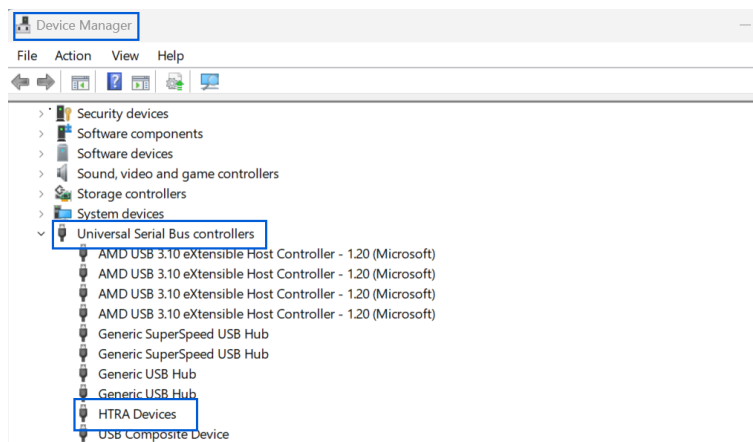 Device Manager
File Action View Help
Security devices
Software components
Software devices
Sound, video and game controllers
Storage controllers
System devices
Universal Serial Bus controllers
AMD USB 3.10 eXtensible Host Controller - 1.20 (Microsoft)
AMD USB 3.10 eXtensible Host Controller - 1.20 (Microsoft)
AMD USB 3.10 eXtensible Host Controller - 1.20 (Microsoft)
AMD USB 3.10 eXtensible Host Controller - 1.20 (Microsoft)
Generic SuperSpeed USB Hub
Generic SuperSpeed USB Hub
Generic USB Hub
Generic USB Hub
HTRA Devices
USB Composite Device